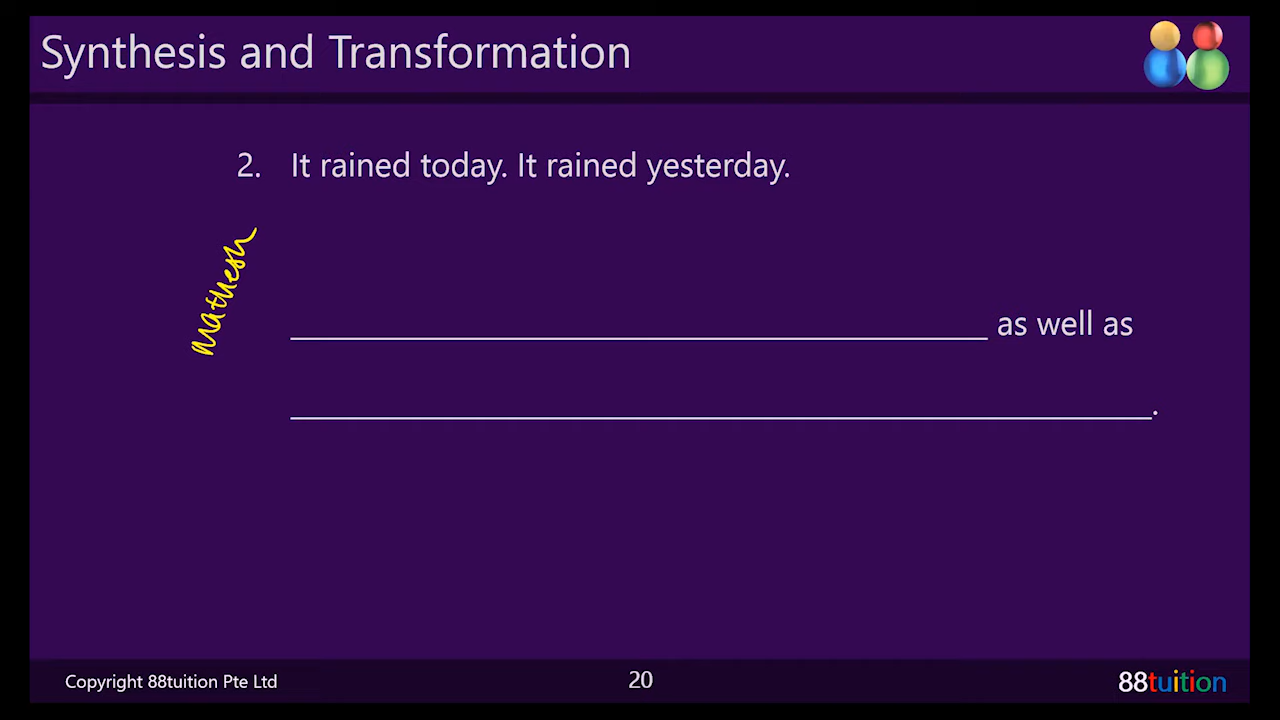 Synthesis and Transformation
2. It rained today. It rained yesterday.
mathesh
as well as
.
Copyright 88tuition Pte Ltd
20
88tuition